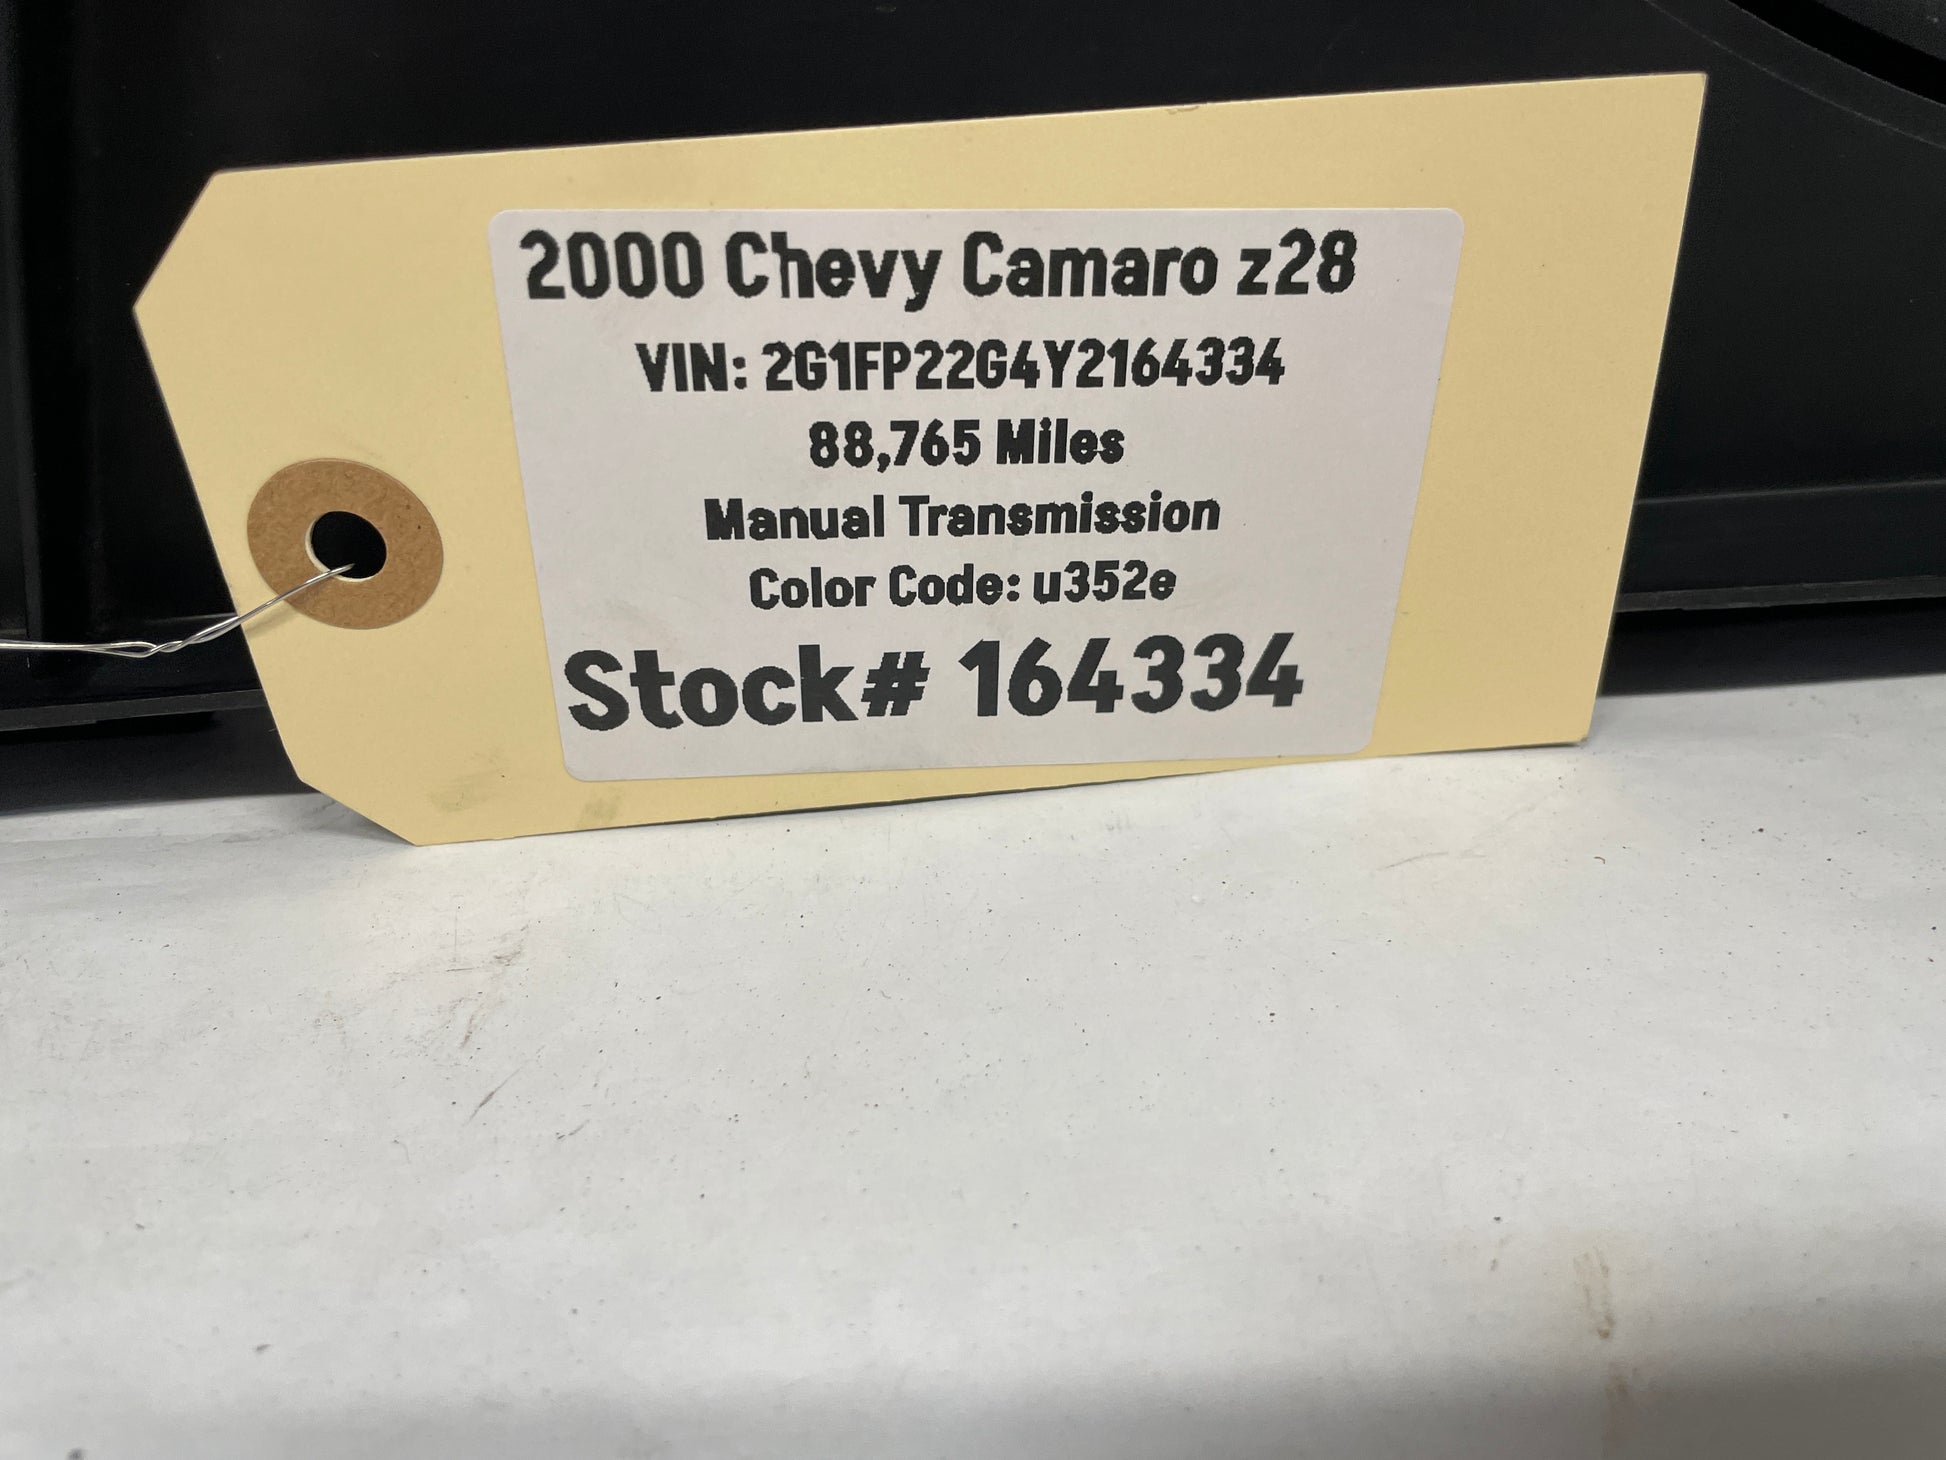 2000 Chevy Camaro z28
VIN: 2G1FP22G4Y2164334
88,765 Miles
Manual Transmission
Color Code: u352e
Stock# 164334